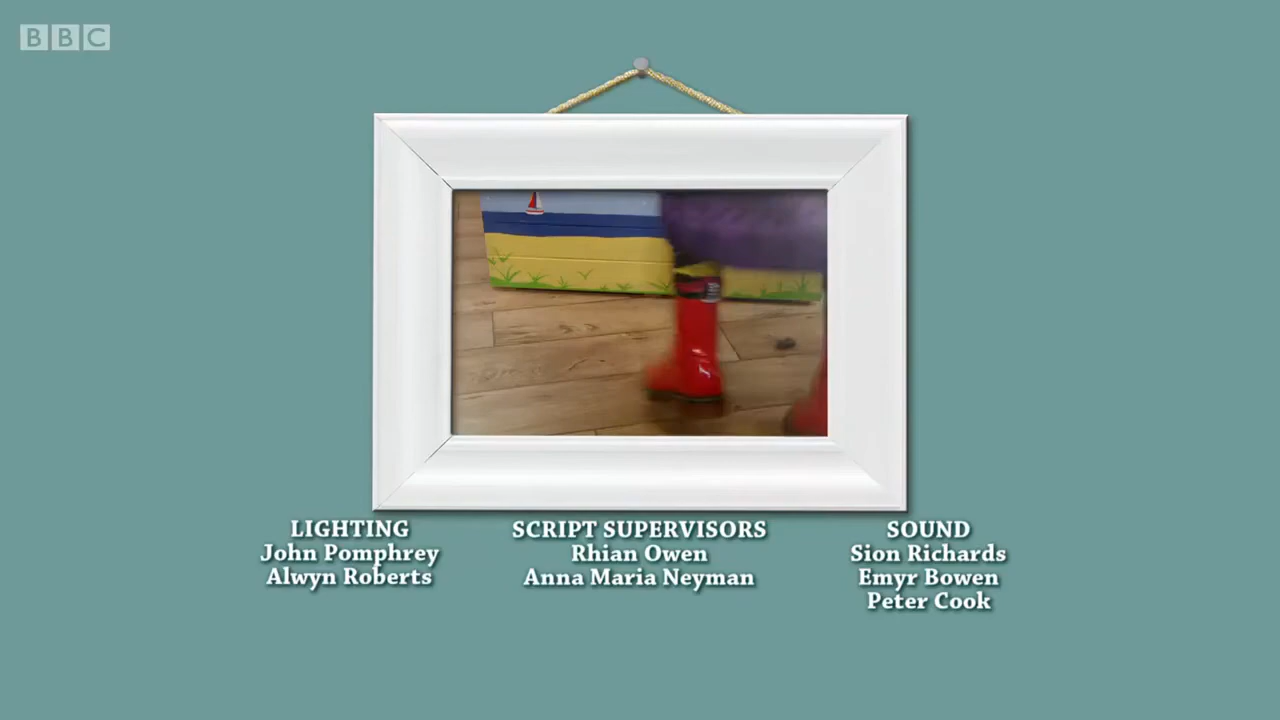 BBC
LIGHTING
John Pomphrey
Alwyn Roberts
SCRIPT SUPERVISORS
Rhian Owen
Anna Maria Neyman
SOUND
Sion Richards
Emyr Bowen
Peter Cook